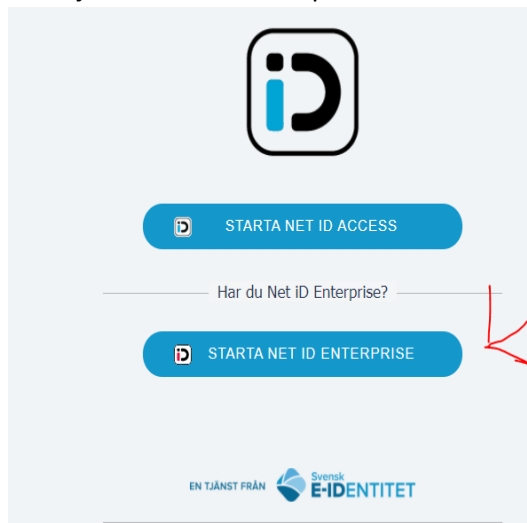 iD
STARTA NET ID ACCESS
Har du Net iD Enterprise?
STARTA NET ID ENTERPRISE
EN TJÄNST FRÅN Svensk E-IDENTITET